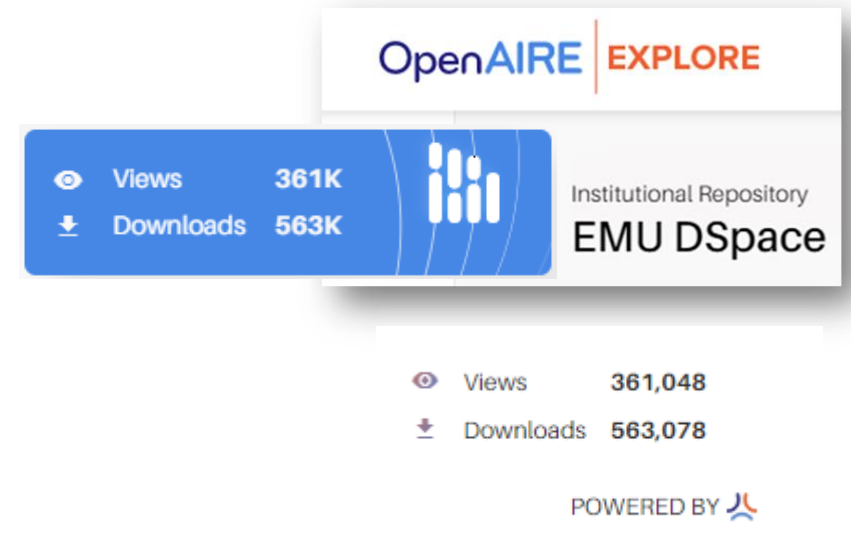 OpenAIRE EXPLORE
Views 361K
Downloads 563K
Institutional Repository
EMU DSpace
Views 361,048
Downloads 563,078
POWERED BY